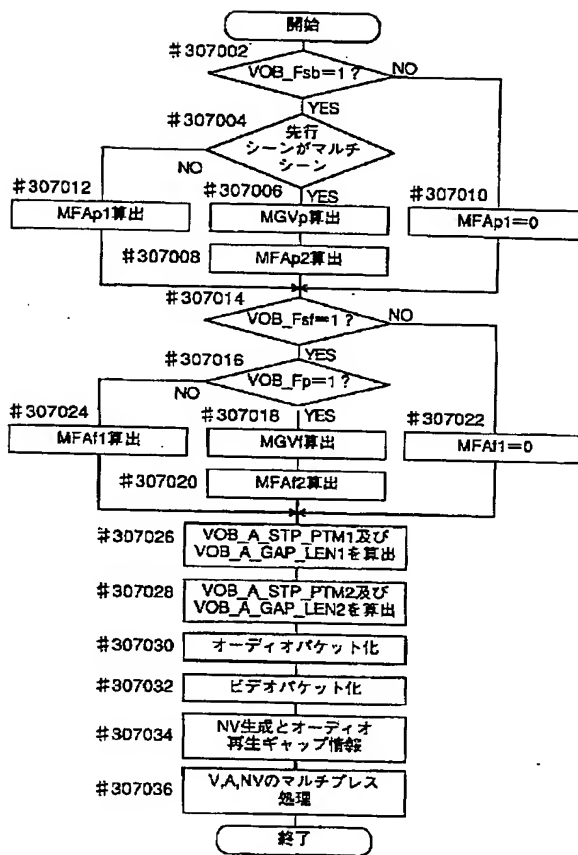 開始
#307002
VOB_Fsb=1?
NO
YES
#307004
先行
シーンがマルチ
シーン
NO
YES
#307012
#307006
#307010
MFAp1算出
MGVp算出
MFAp1=0
#307008
MFAp2算出
#307014
VOB_Fsf=1?
NO
YES
#307016
VOB_Fp=1?
NO
YES
#307024
#307018
#307022
MFAf1算出
MGVf算出
MFAf1=0
#307020
MFAf2算出
#307026
VOB_A_STP_PTM1及び
VOB_A_GAP_LEN1を算出
#307028
VOB_A_STP_PTM2及び
VOB_A_GAP_LEN2を算出
#307030
オーディオパケット化
#307032
ビデオパケット化
#307034
NV生成とオーディオ
再生ギャップ情報
#307036
V,A,NVのマルチプレス
処理
終了